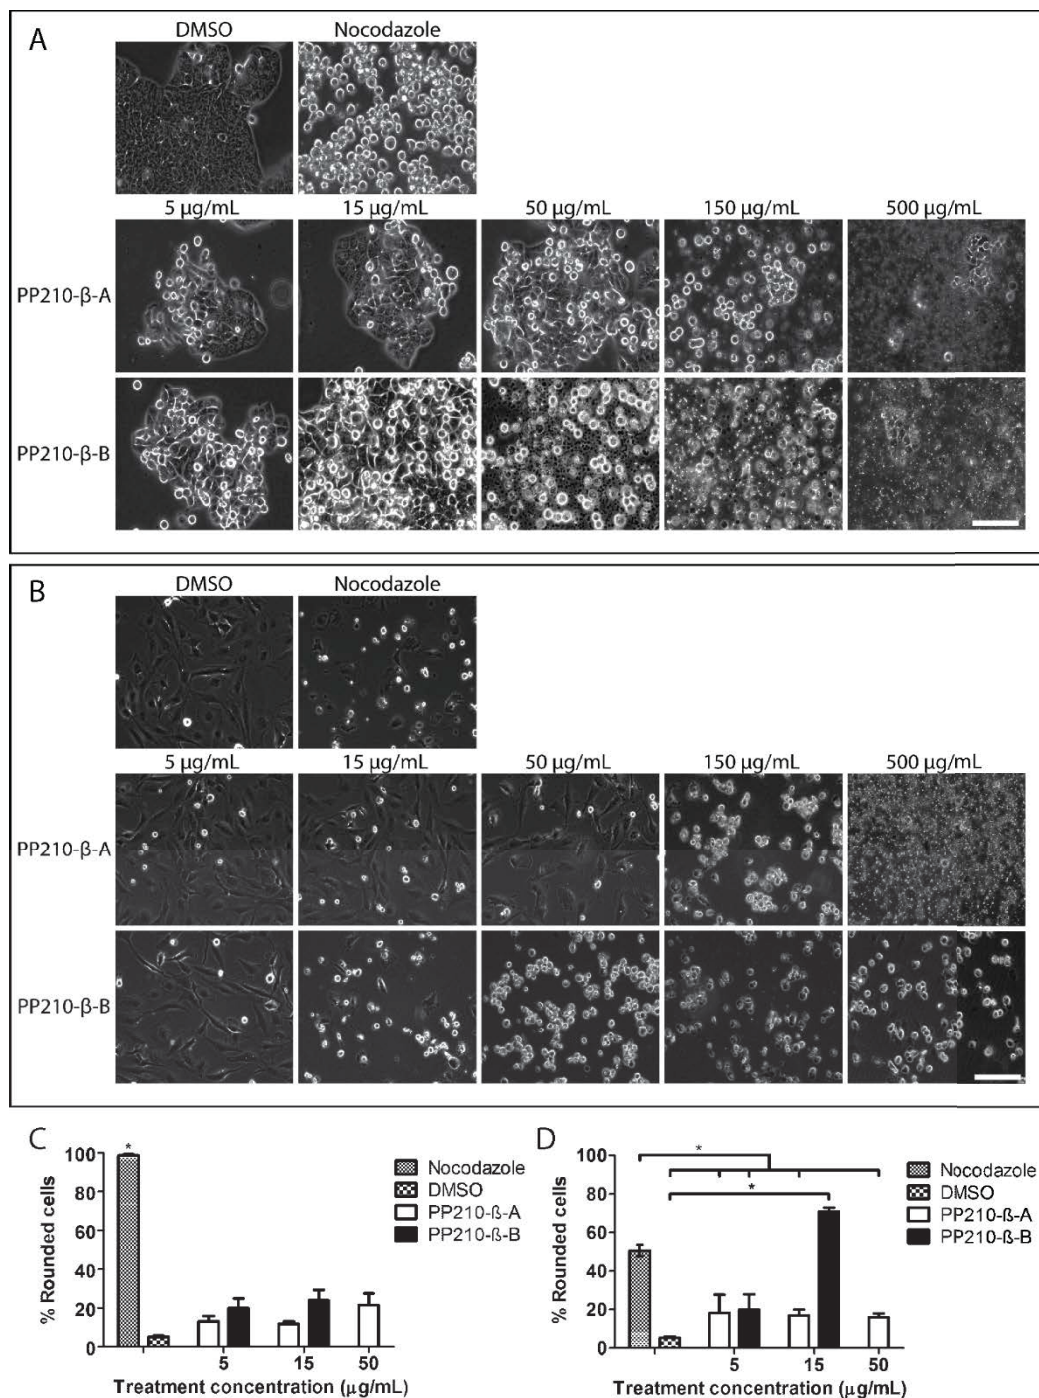 A
DMSO Nocodazole
5 µg/mL 15 µg/mL 50 µg/mL 150 µg/mL 500 µg/mL
PP210-β-A
PP210-β-B
B
DMSO Nocodazole
5 µg/mL 15 µg/mL 50 µg/mL 150 µg/mL 500 µg/mL
PP210-β-A
PP210-β-B
C
% Rounded cells
100
80
60
40
20
0
*
Nocodazole
DMSO
PP210-ß-A
PP210-ß-B
5 15 50
Treatment concentration (µg/mL)
D
% Rounded cells
100
80
60
40
20
0
*
*
Nocodazole
DMSO
PP210-ß-A
PP210-ß-B
5 15 50
Treatment concentration (µg/mL)